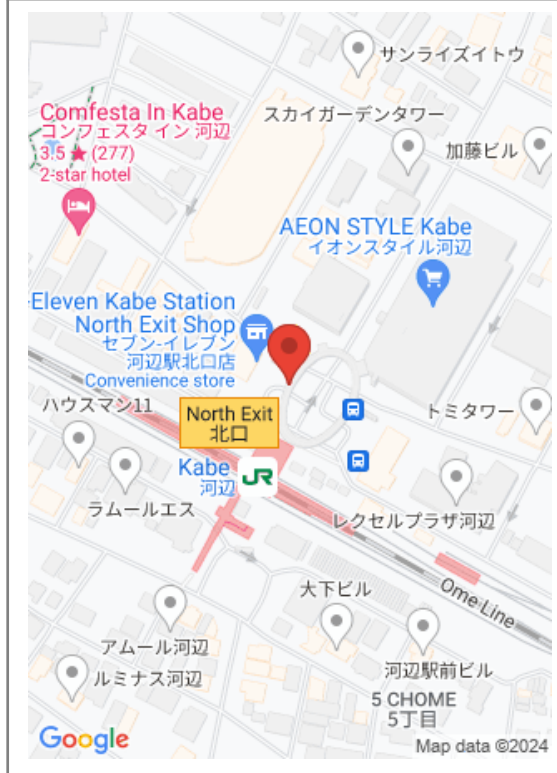 サンライズイトウ
Comfesta In Kabe
コンフェスタ イン 河辺
3.5 ★ (277)
2-star hotel
スカイガーデンタワー
加藤ビル
AEON STYLE Kabe
イオンスタイル河辺
-Eleven Kabe Station
North Exit Shop
セブン-イレブン
河辺駅北口店
Convenience store
ハウスマン11
North Exit
北口
トミタワー
Kabe
河辺
JR
ラムールエス
レクセルプラザ河辺
Ome Line
大下ビル
アムール河辺
河辺駅前ビル
ルミナス河辺
5 CHOME
5丁目
Google
Map data ©2024